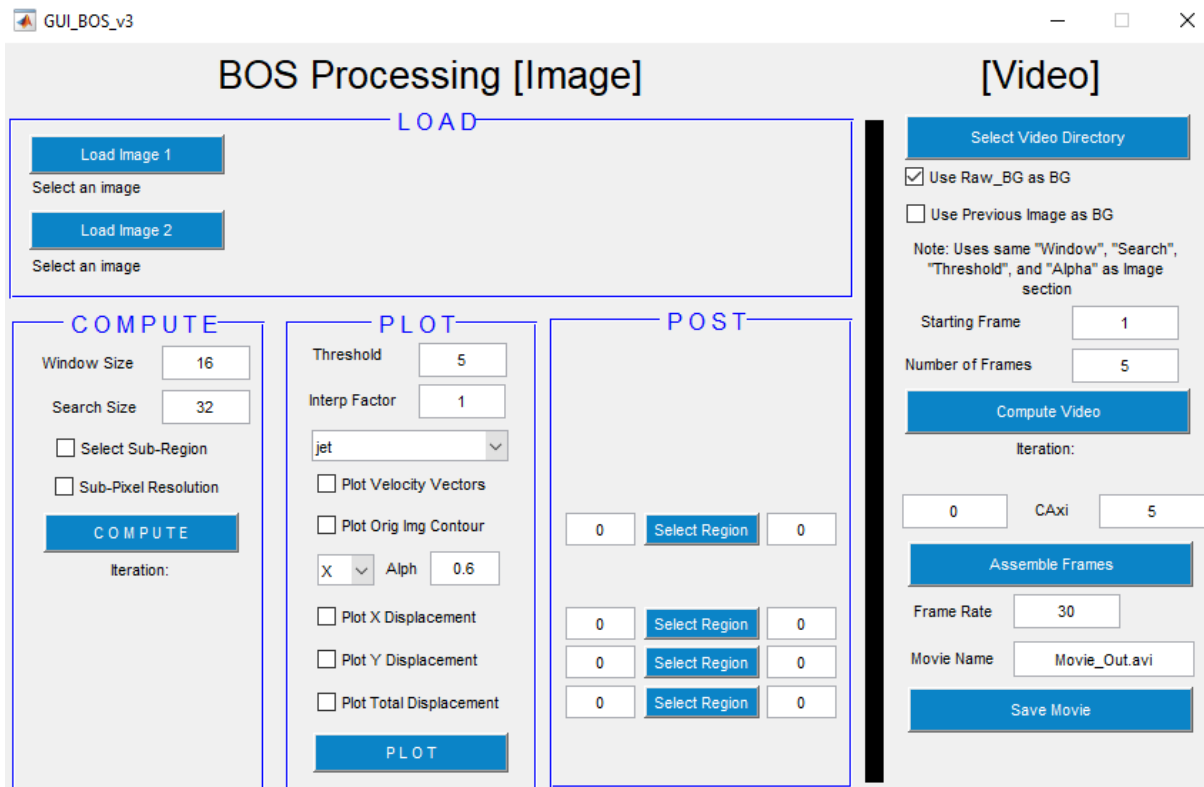 GUI_BOS_v3
BOS Processing [Image]
[Video]
LOAD
Load Image 1
Select an image
Load Image 2
Select an image
COMPUTE
Window Size 16
Search Size 32
Select Sub-Region
Sub-Pixel Resolution
COMPUTE
Iteration:
PLOT
Threshold 5
Interp Factor 1
jet
Plot Velocity Vectors
Plot Orig Img Contour
X Alph 0.6
Plot X Displacement
Plot Y Displacement
Plot Total Displacement
PLOT
POST
0 Select Region 0
0 Select Region 0
0 Select Region 0
0 Select Region 0
Select Video Directory
Use Raw_BG as BG
Use Previous Image as BG
Note: Uses same "Window", "Search",
"Threshold", and "Alpha" as Image
section
Starting Frame 1
Number of Frames 5
Compute Video
Iteration:
0 CAxi 5
Assemble Frames
Frame Rate 30
Movie Name Movie_Out.avi
Save Movie